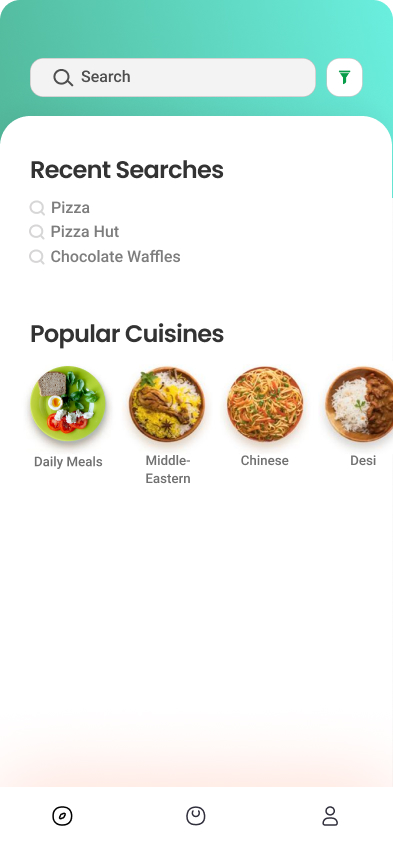 Search
Recent Searches
Pizza
Pizza Hut
Chocolate Waffles
Popular Cuisines
Daily Meals
Middle-
Eastern
Chinese
Desi